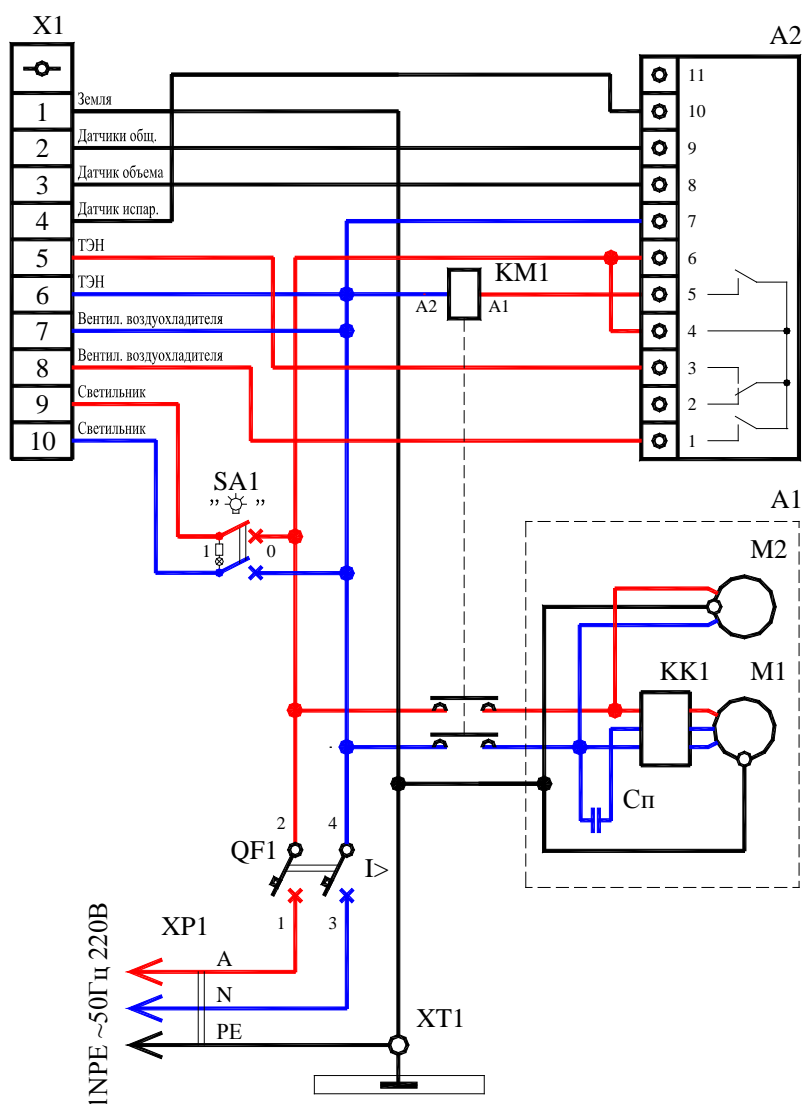 X1
A2
1 Земля
2 Датчики общ.
3 Датчик объема
4 Датчик испар.
5 ТЭН
6 ТЭН
7 Вентил. воздуохладителя
8 Вентил. воздуохладителя
9 Светильник
10 Светильник
11
10
9
8
7
6
5
4
3
2
1
KM1
A2 A1
SA1
" "
1 0
A1
M2
KK1 M1
Сп
2 4
QF1
I>
1 3
XP1
A
N
PE
1NPE ~50Гц 220В
XT1